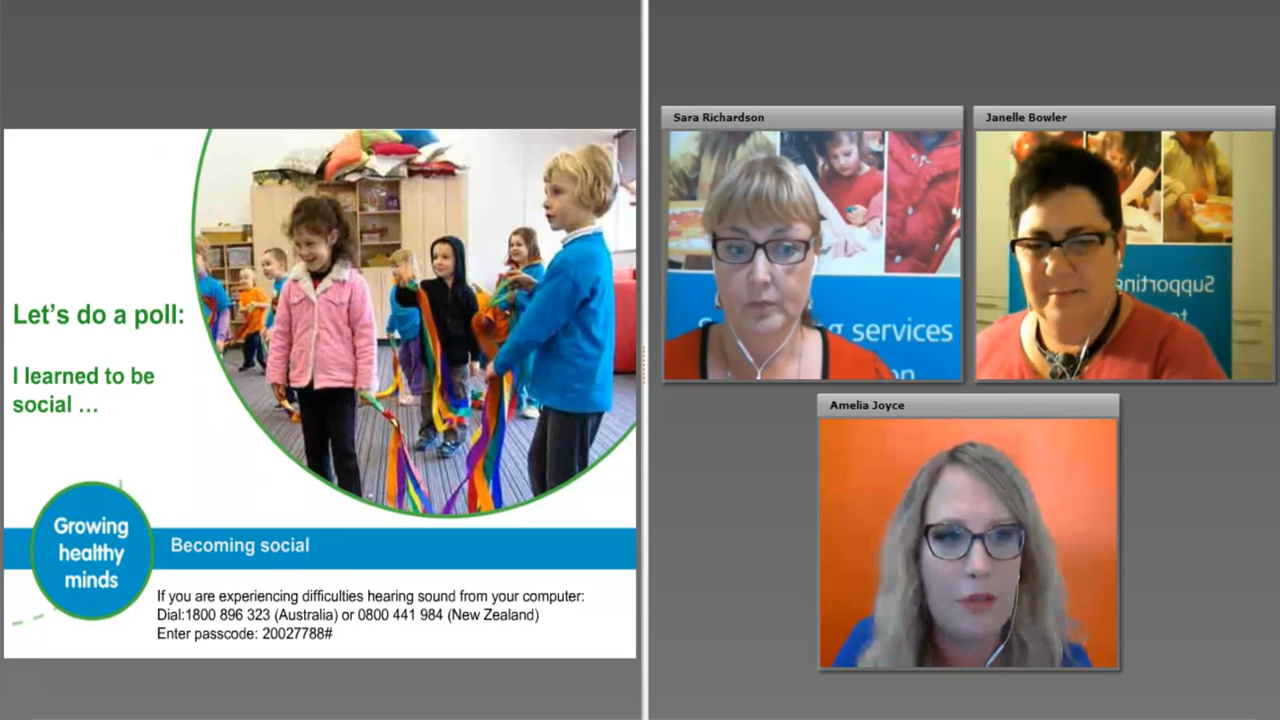 Let's do a poll:
I learned to be
social ...
Growing
healthy
minds
Becoming social
If you are experiencing difficulties hearing sound from your computer:
Dial:1800 896 323 (Australia) or 0800 441 984 (New Zealand)
Enter passcode: 20027788#
Sara Richardson
services
Janelle Bowler
Supporting
Amelia Joyce